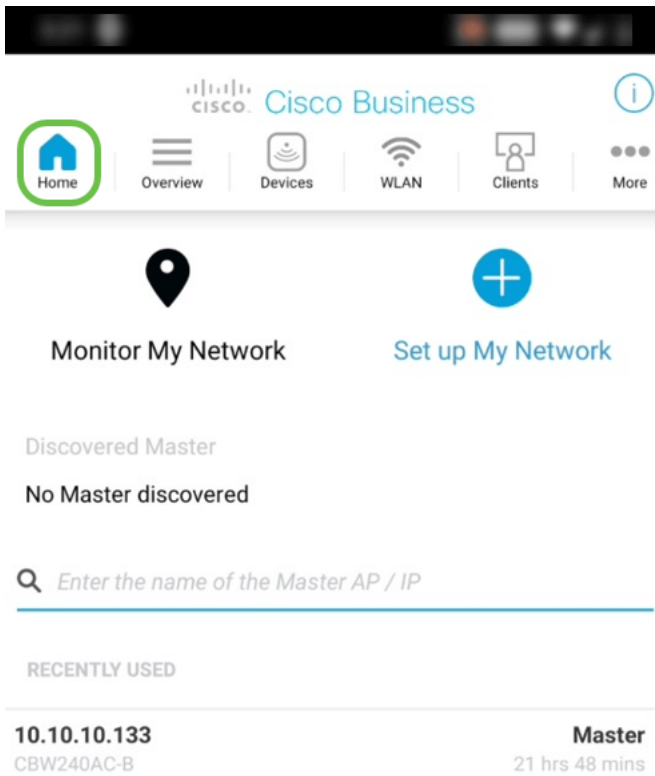 CISCO. Cisco Business
Home Overview Devices WLAN Clients More
Monitor My Network Set up My Network
Discovered Master
No Master discovered
Enter the name of the Master AP / IP
RECENTLY USED
10.10.10.133 Master
CBW240AC-B 21 hrs 48 mins